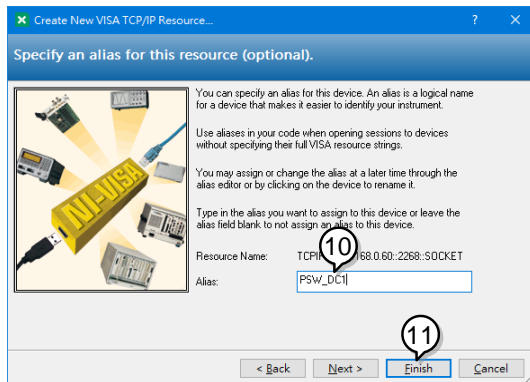 Create New VISA TCP/IP Resource...
? X
Specify an alias for this resource (optional).
You can specify an alias for this device. An alias is a logical name
for a device that makes it easier to identify your instrument.
Use aliases in your code when opening sessions to devices
without specifying their full VISA resource strings.
You may assign or change the alias at a later time through the
alias editor or by clicking on the device to rename it.
Type in the alias you want to assign to this device or leave the
alias field blank to not assign an alias to this device.
NI-VISA
10
Resource Name: TCPIP 168.0.60::2268::SOCKET
Alias: PSW_DC1
11
< Back Next > Finish Cancel